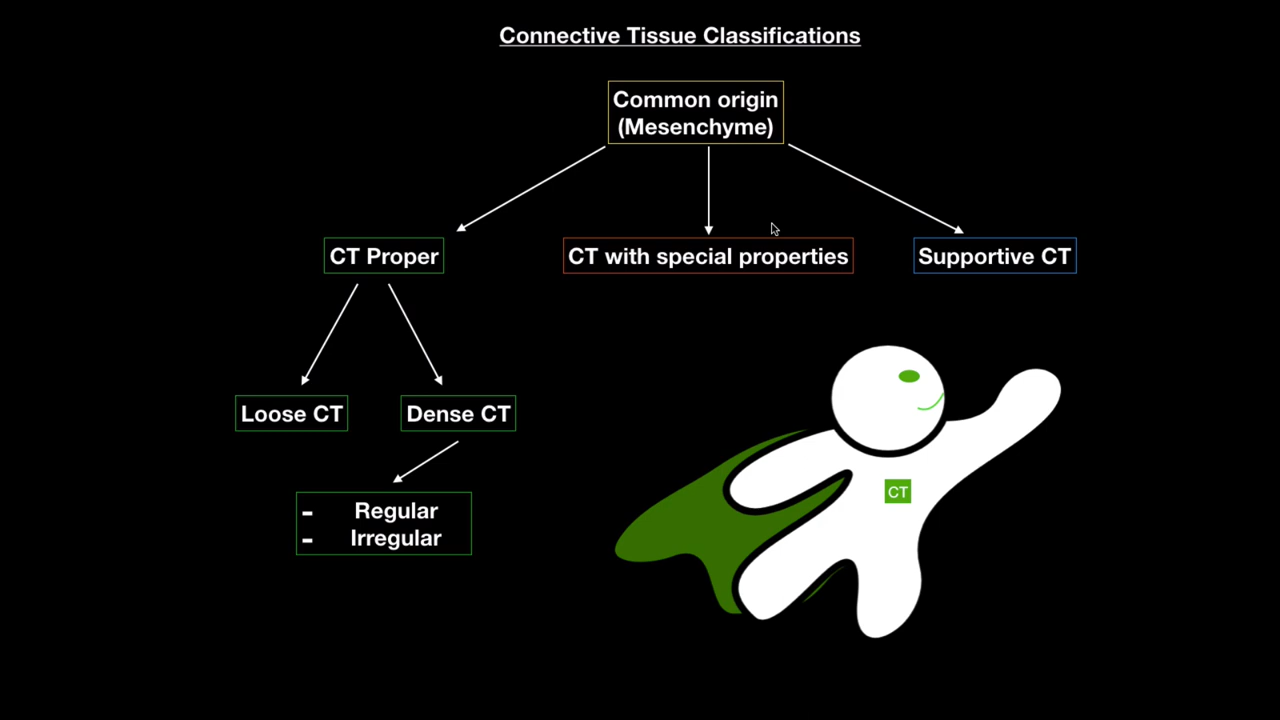 Connective Tissue Classifications
Common origin
(Mesenchyme)
CT Proper
CT with special properties
Supportive CT
Loose CT
Dense CT
- Regular
- Irregular
CT